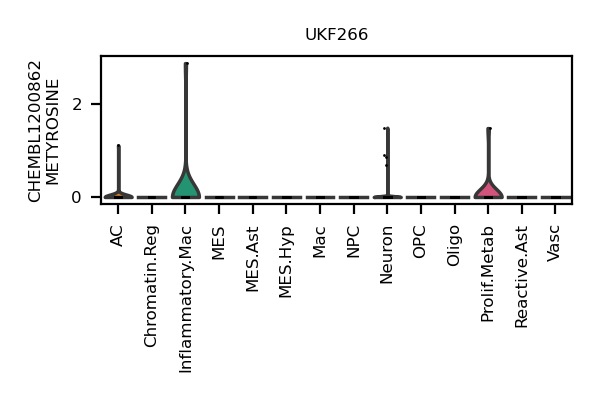 UKF266
CHEMBL1200862
METYROSINE
2
0
AC
Chromatin.Reg
Inflammatory.Mac
MES
MES.Ast
MES.Hyp
Mac
NPC
Neuron
OPC
Oligo
Prolif.Metab
Reactive.Ast
Vasc